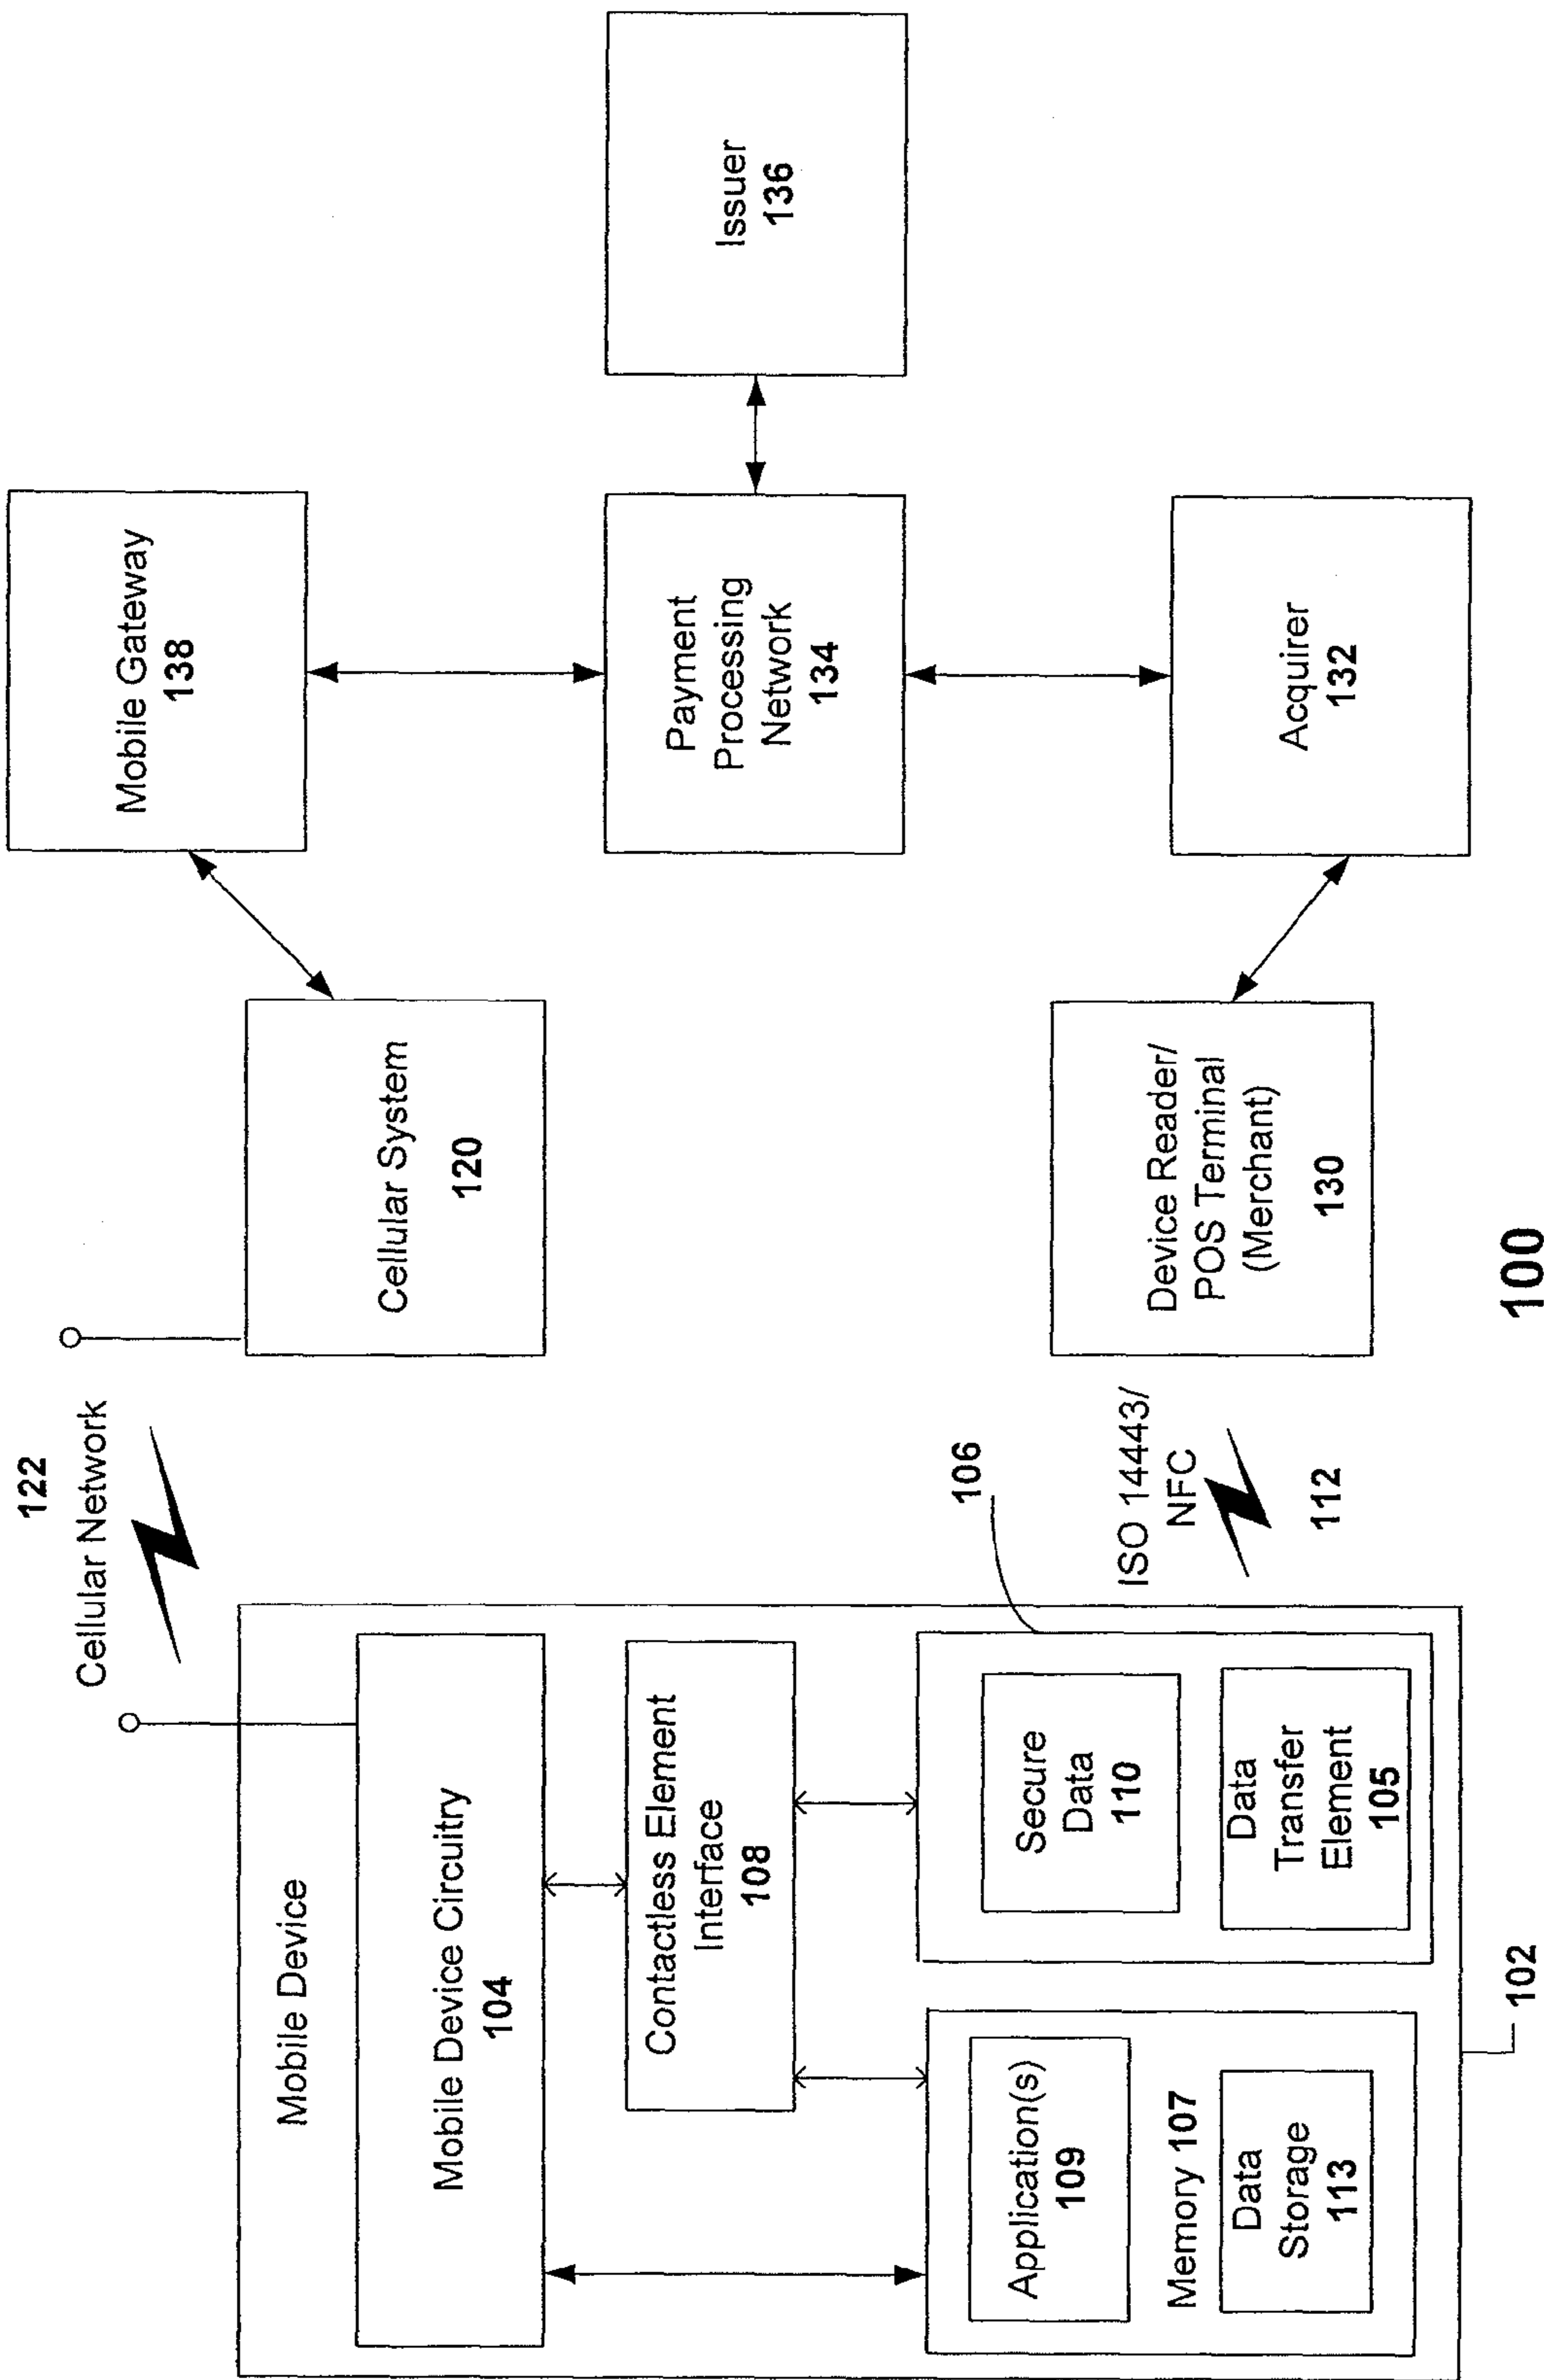 122
Cellular Network
Mobile Device
Mobile Device Circuitry
104
Contactless Element
Interface
108
Application(s)
109
Memory 107
Data
Storage
113
Secure
Data
110
Data
Transfer
Element
105
106
102
ISO 14443/
NFC
112
Cellular System
120
Device Reader/
POS Terminal
(Merchant)
130
Mobile Gateway
138
Payment
Processing
Network
134
Acquirer
132
Issuer
136
100